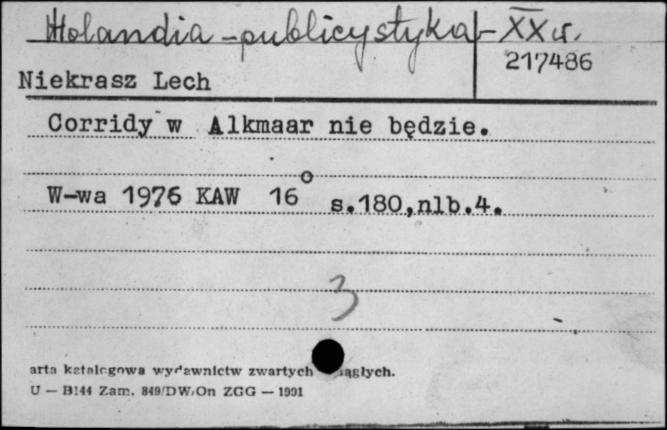 Holandia - publicystyka - XX w.
217486
Niekrasz Lech
Corridy w Alkmaar nie będzie.
W-wa 1976 KAW 16° s.180,nlb.4.
3
arta katalogowa wydawnictw zwartych ągłych.
U — B144 Zam. 849/DW/On ZGG — 1991